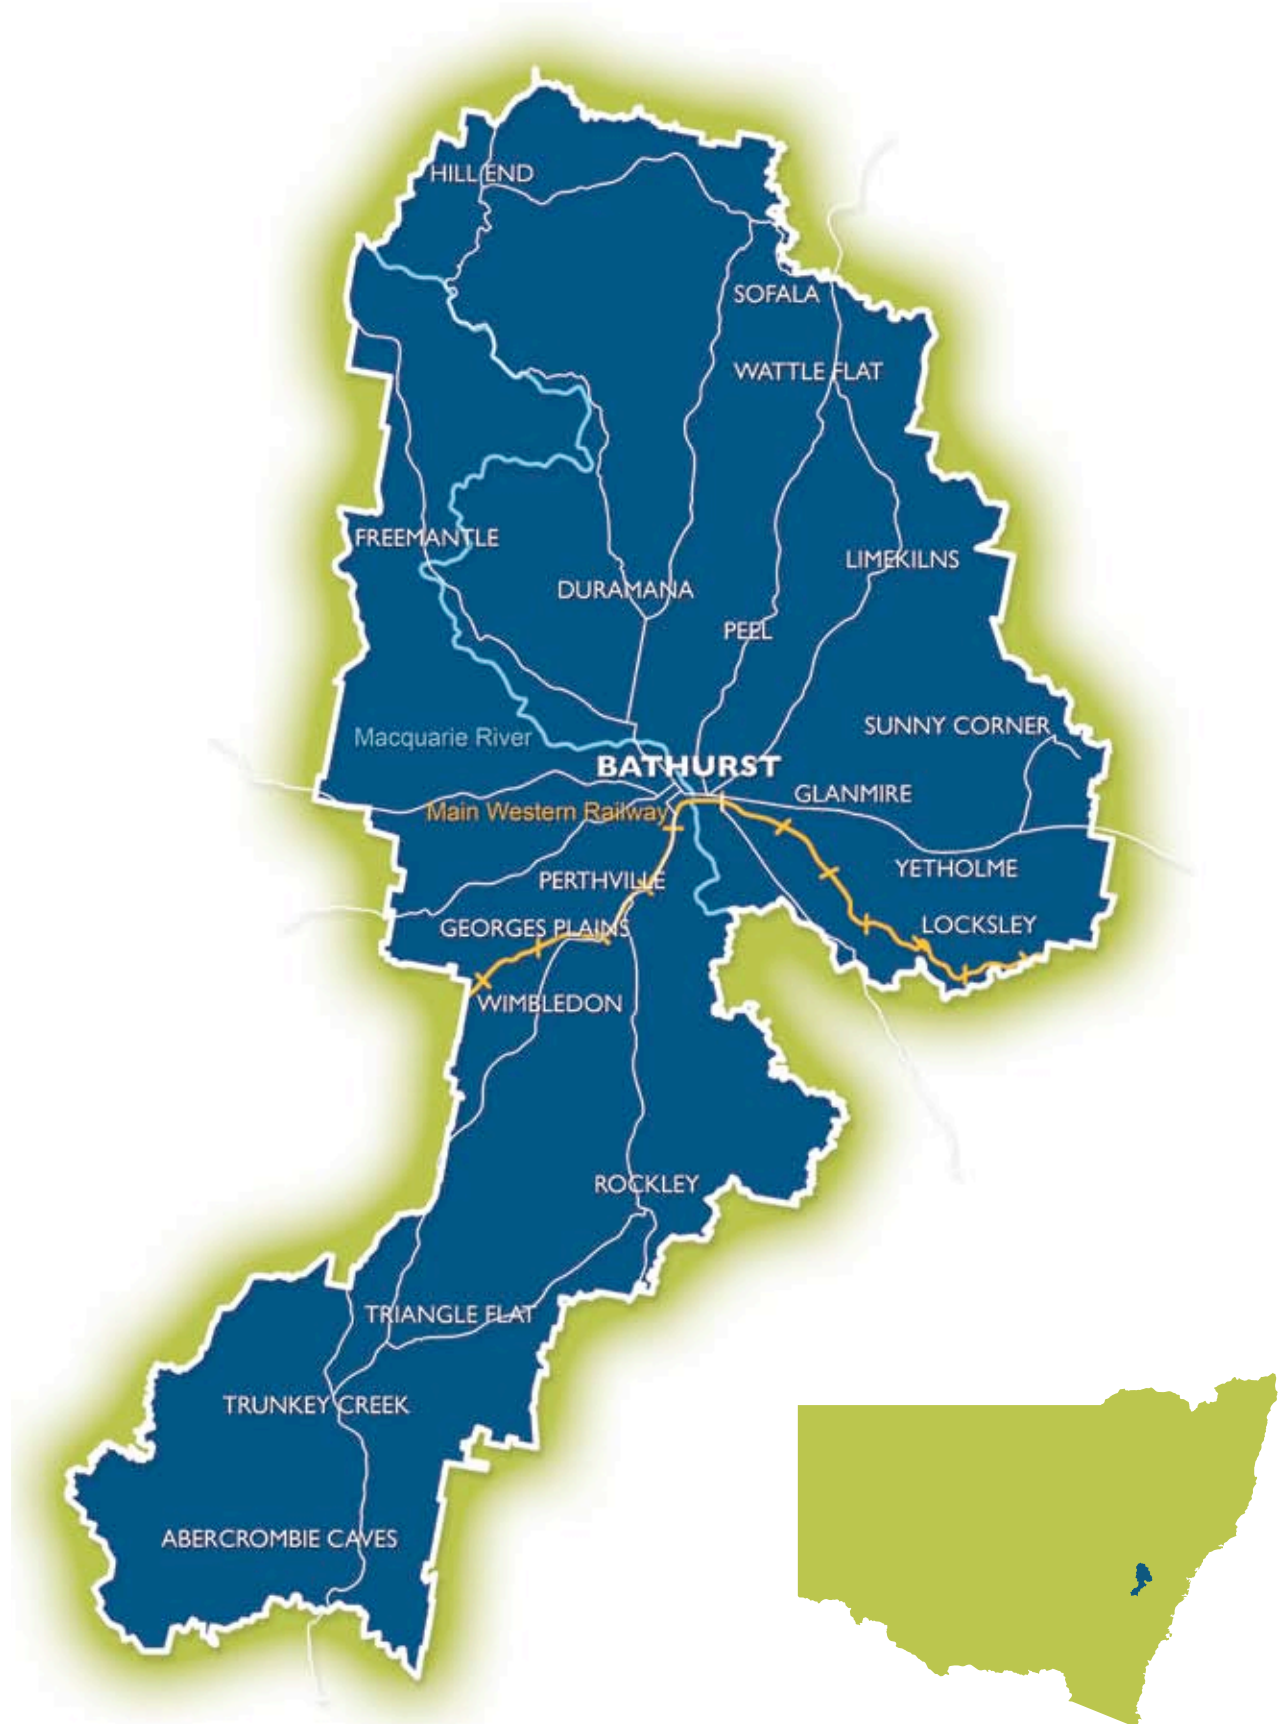 HILL END
SOFALA
WATTLE FLAT
FREEMANTLE
LIMEKILNS
DURAMANA
PEEL
SUNNY CORNER
Macquarie River
BATHURST
GLANMIRE
Main Western Railway
YETHOLME
PERTHVILLE
LOCKSLEY
GEORGES PLAINS
WIMBLEDON
ROCKLEY
TRIANGLE FLAT
TRUNKEY CREEK
ABERCROMBIE CAVES